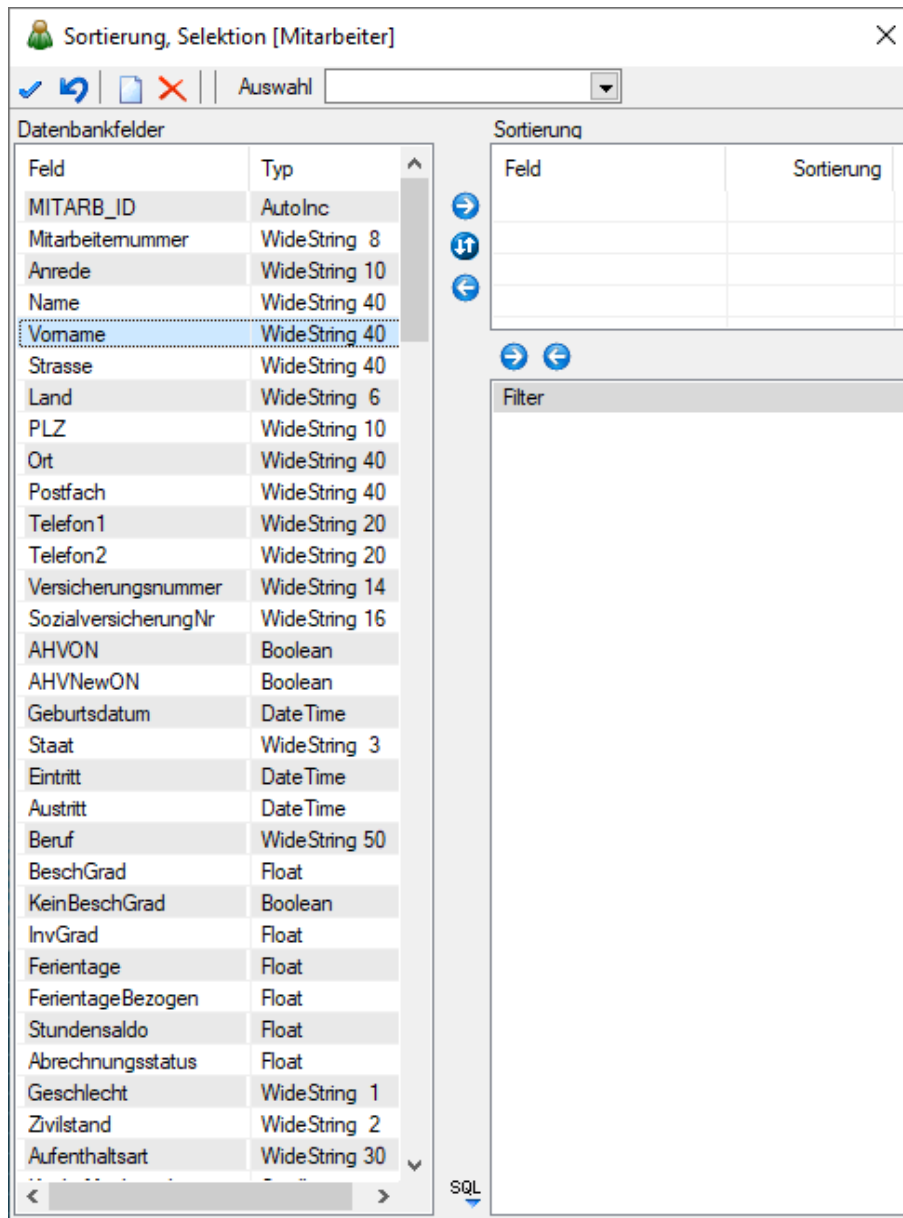 Sortierung, Selektion [Mitarbeiter]
Auswahl
Datenbankfelder
Feld Typ
MITARB_ID AutoInc
Mitarbeiternummer WideString 8
Anrede WideString 10
Name WideString 40
Vorname WideString 40
Strasse WideString 40
Land WideString 6
PLZ WideString 10
Ort WideString 40
Postfach WideString 40
Telefon1 WideString 20
Telefon2 WideString 20
Versicherungsnummer WideString 14
SozialversicherungNr WideString 16
AHVON Boolean
AHVNewON Boolean
Geburtsdatum DateTime
Staat WideString 3
Eintritt DateTime
Austritt DateTime
Beruf WideString 50
BeschGrad Float
KeinBeschGrad Boolean
InvGrad Float
Ferientage Float
FerientageBezogen Float
Stundensaldo Float
Abrechnungsstatus Float
Geschlecht WideString 1
Zivilstand WideString 2
Aufenthaltsart WideString 30
SQL
Sortierung
Feld Sortierung
Filter